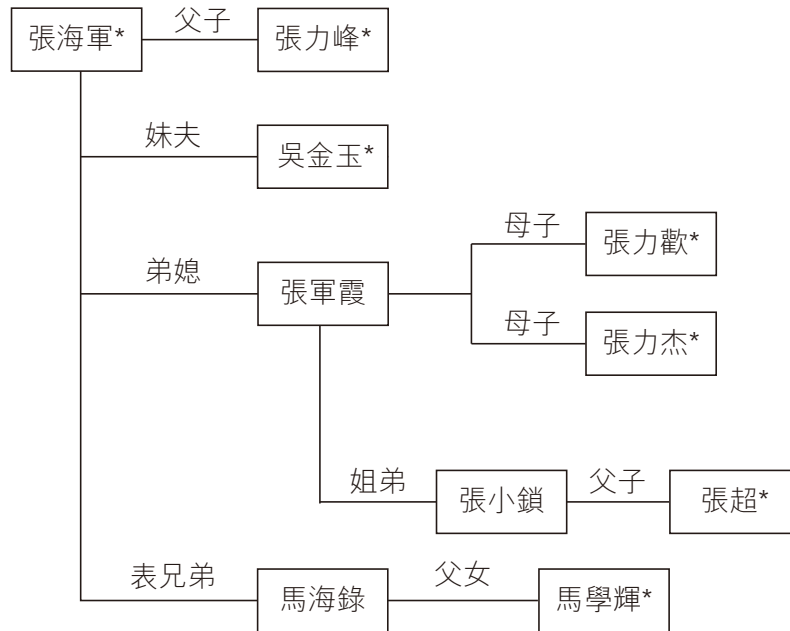 張海軍*
父子
張力峰*
妹夫
吳金玉*
弟媳
張軍霞
母子
張力歡*
母子
張力杰*
姐弟
張小鎖
父子
張超*
表兄弟
馬海錄
父女
馬學輝*